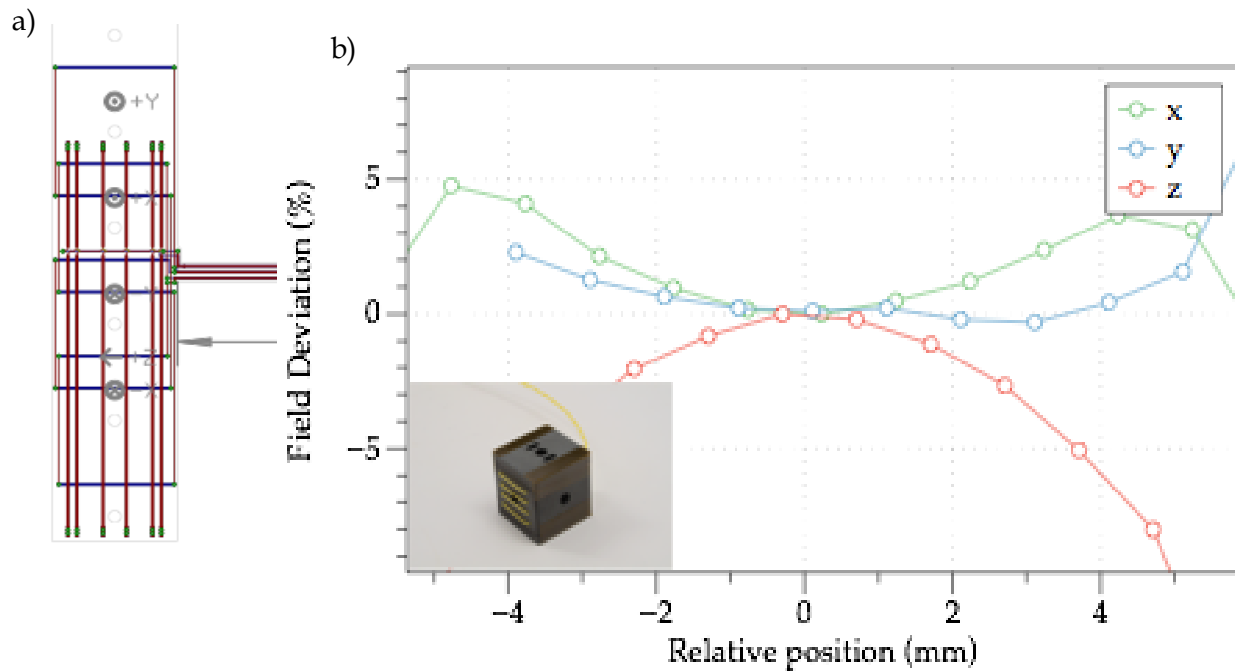 a)
+Y
+X
+Z
-X
b)
x
y
z
5
0
−5
Field Deviation (%)
−4
−2
0
2
4
Relative position (mm)